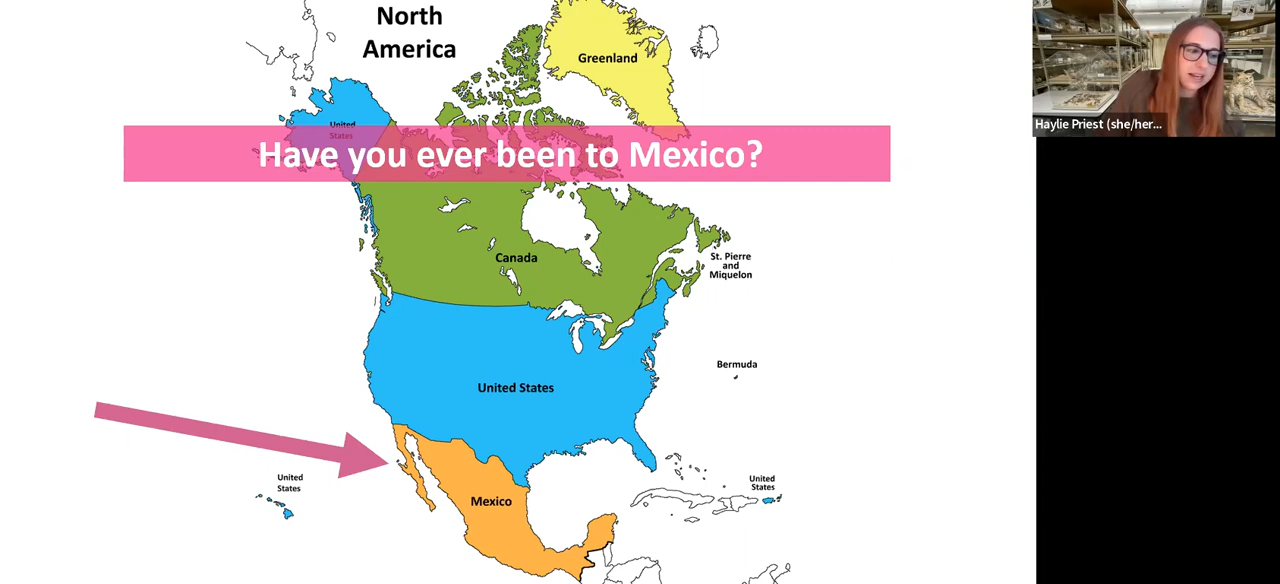 North
America
Greenland
United
States
Have you ever been to Mexico?
Canada
St. Pierre
and
Miquelon
Bermuda
United States
United
States
Mexico
United
States
Haylie Priest (she/her...